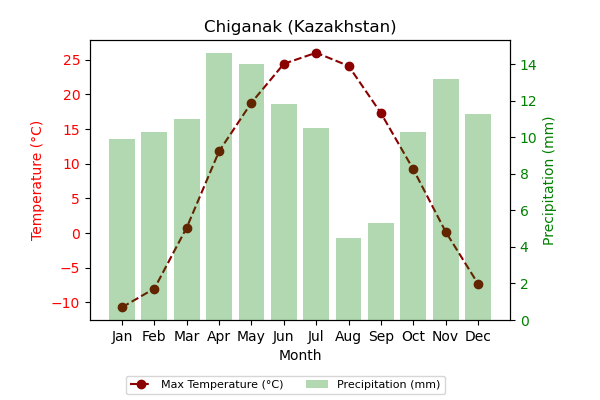 Chiganak (Kazakhstan)
25
20
15
10
5
0
−5
−10
Temperature (°C)
14
12
10
8
6
4
2
0
Precipitation (mm)
Jan Feb Mar Apr May Jun Jul Aug Sep Oct Nov Dec
Month
Max Temperature (°C) Precipitation (mm)